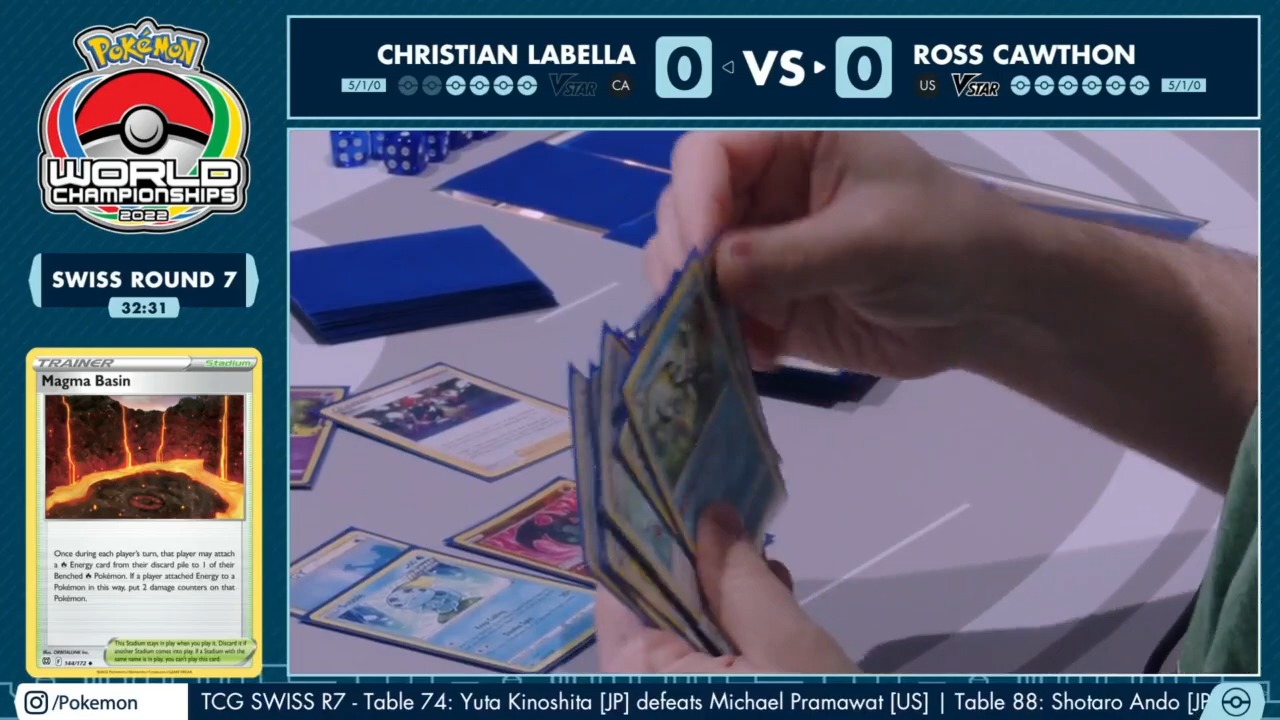 Pokémon
WORLD
CHAMPIONSHIPS
2022
CHRISTIAN LABELLA
0
VS
0
ROSS CAWTHON
5/1/0
VSTAR
CA
US
VSTAR
5/1/0
SWISS ROUND 7
32:31
TRAINER
Stadium
Magma Basin
Once during each player's turn, that player may attach
a Energy card from their discard pile to 1 of their
Benched Pokémon. If a player attached Energy to a
Pokémon in this way, put 2 damage counters on that
Pokémon.
This Stadium stays in play when you play it. Discard it if
another Stadium comes into play. If a Stadium with the
same name is in play, you can't play this card.
Illus. ORBITALLINK Inc.
F 144/172
/Pokemon
TCG SWISS R7 - Table 74: Yuta Kinoshita [JP] defeats Michael Pramawat [US] | Table 88: Shotaro Ando [JP